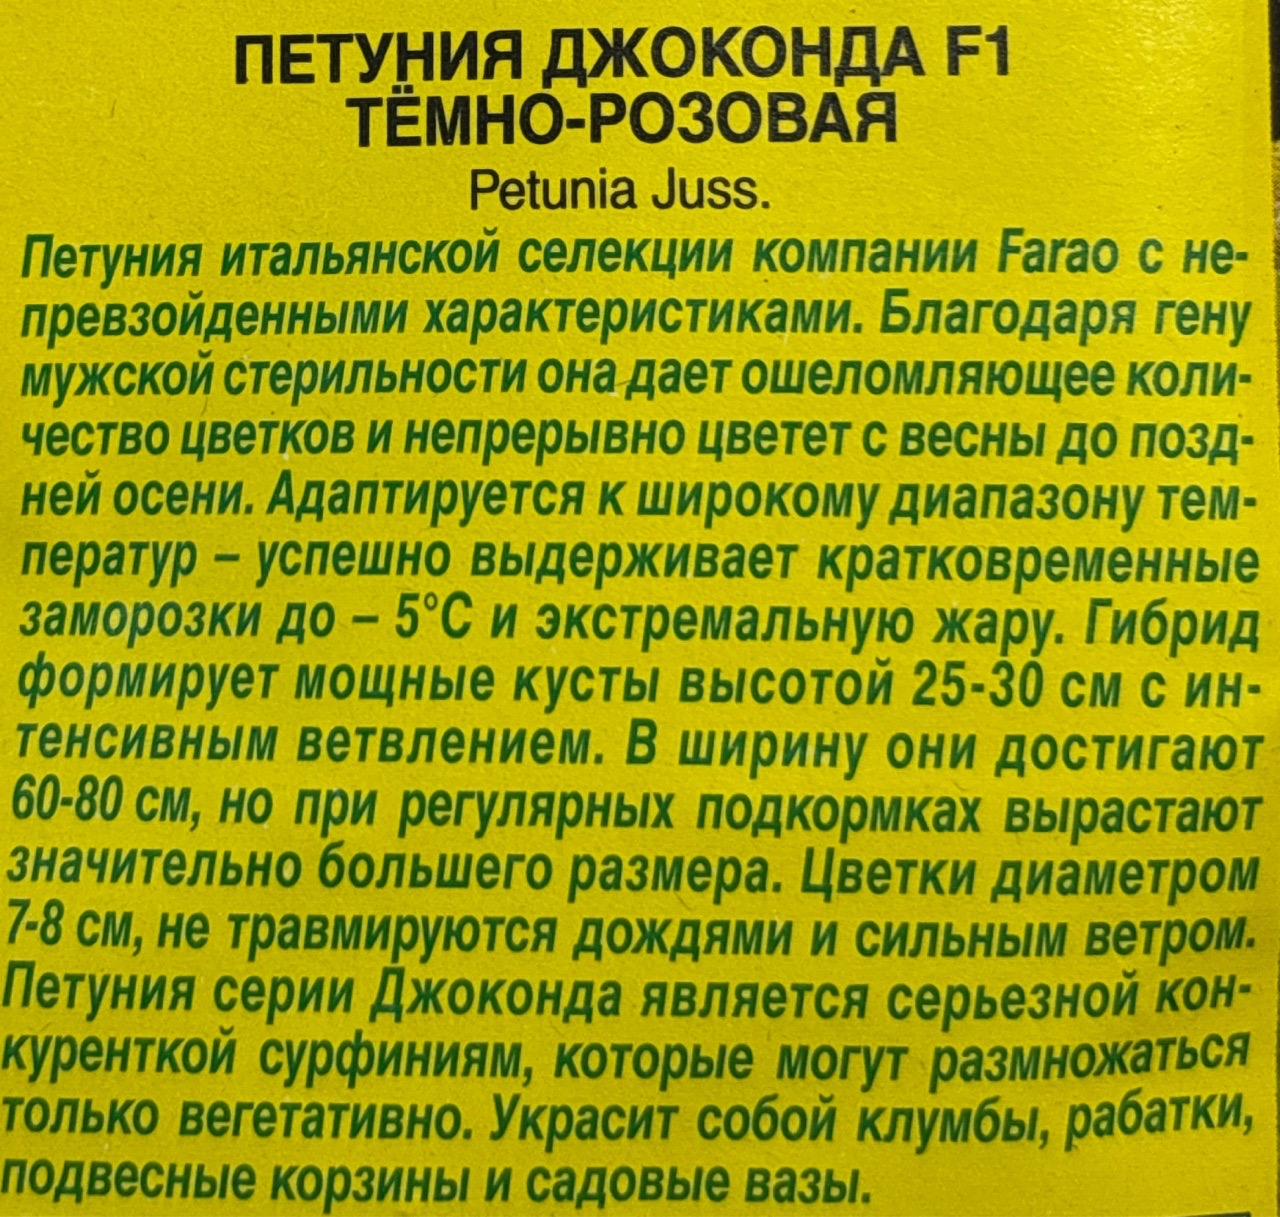 ПЕТУНИЯ ДЖОКОНДА F1
ТЁМНО-РОЗОВАЯ
Petunia Juss.
Петуния итальянской селекции компании Farao с не-
превзойденными характеристиками. Благодаря гену
мужской стерильности она дает ошеломляющее коли-
чество цветков и непрерывно цветет с весны до позд-
ней осени. Адаптируется к широкому диапазону тем-
ператур – успешно выдерживает кратковременные
заморозки до – 5°С и экстремальную жару. Гибрид
формирует мощные кусты высотой 25-30 см с ин-
тенсивным ветвлением. В ширину они достигают
60-80 см, но при регулярных подкормках вырастают
значительно большего размера. Цветки диаметром
7-8 см, не травмируются дождями и сильным ветром.
Петуния серии Джоконда является серьезной кон-
куренткой сурфиниям, которые могут размножаться
только вегетативно. Украсит собой клумбы, рабатки,
подвесные корзины и садовые вазы.